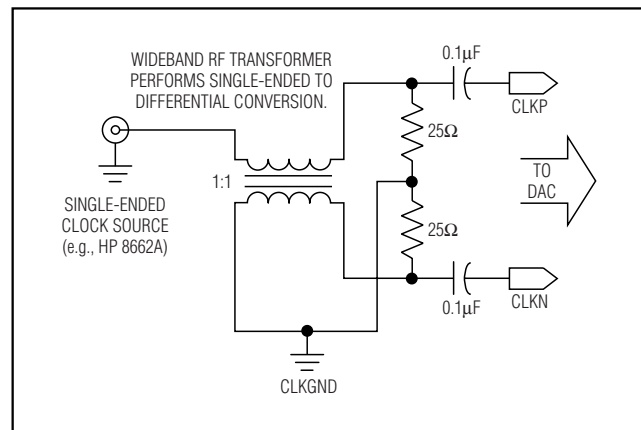 WIDEBAND RF TRANSFORMER
PERFORMS SINGLE-ENDED TO
DIFFERENTIAL CONVERSION.
0.1μF
CLKP
25Ω
1:1
TO
DAC
SINGLE-ENDED
CLOCK SOURCE
(e.g., HP 8662A)
25Ω
0.1μF
CLKN
CLKGND